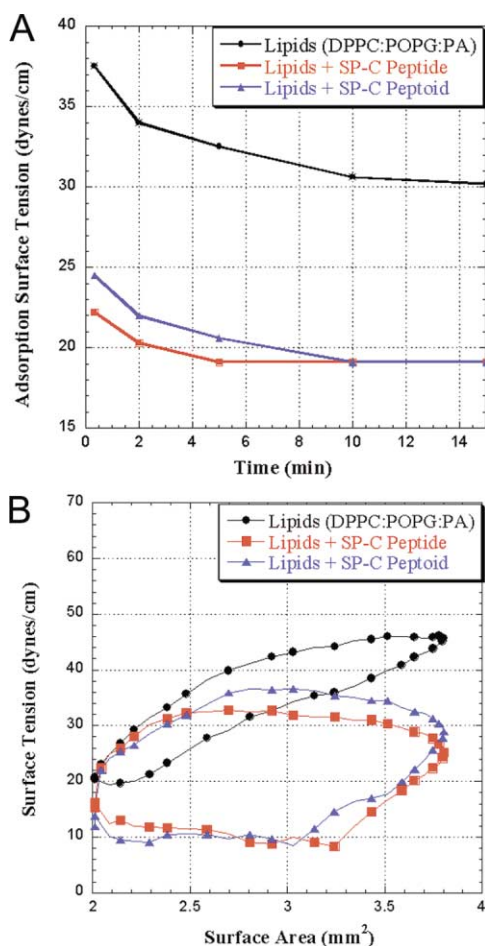 A
Adsorption Surface Tension (dynes/cm)
40
35
30
25
20
15
Lipids (DPPC:POPG:PA)
Lipids + SP-C Peptide
Lipids + SP-C Peptoid
0 2 4 6 8 10 12 14
Time (min)
B
Surface Tension (dynes/cm)
70
60
50
40
30
20
10
0
Lipids (DPPC:POPG:PA)
Lipids + SP-C Peptide
Lipids + SP-C Peptoid
2 2.5 3 3.5 4
Surface Area (mm²)